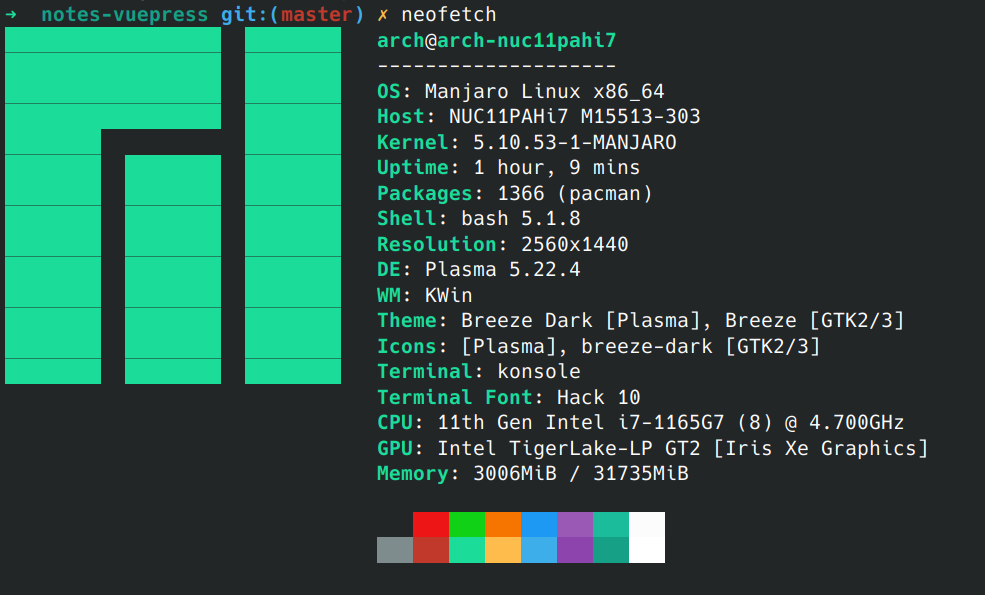 ➜ notes-vuepress git:(master) ✗ neofetch
arch@arch-nuc11pahi7
--------------------
OS: Manjaro Linux x86_64
Host: NUC11PAHi7 M15513-303
Kernel: 5.10.53-1-MANJARO
Uptime: 1 hour, 9 mins
Packages: 1366 (pacman)
Shell: bash 5.1.8
Resolution: 2560x1440
DE: Plasma 5.22.4
WM: KWin
Theme: Breeze Dark [Plasma], Breeze [GTK2/3]
Icons: [Plasma], breeze-dark [GTK2/3]
Terminal: konsole
Terminal Font: Hack 10
CPU: 11th Gen Intel i7-1165G7 (8) @ 4.700GHz
GPU: Intel TigerLake-LP GT2 [Iris Xe Graphics]
Memory: 3006MiB / 31735MiB